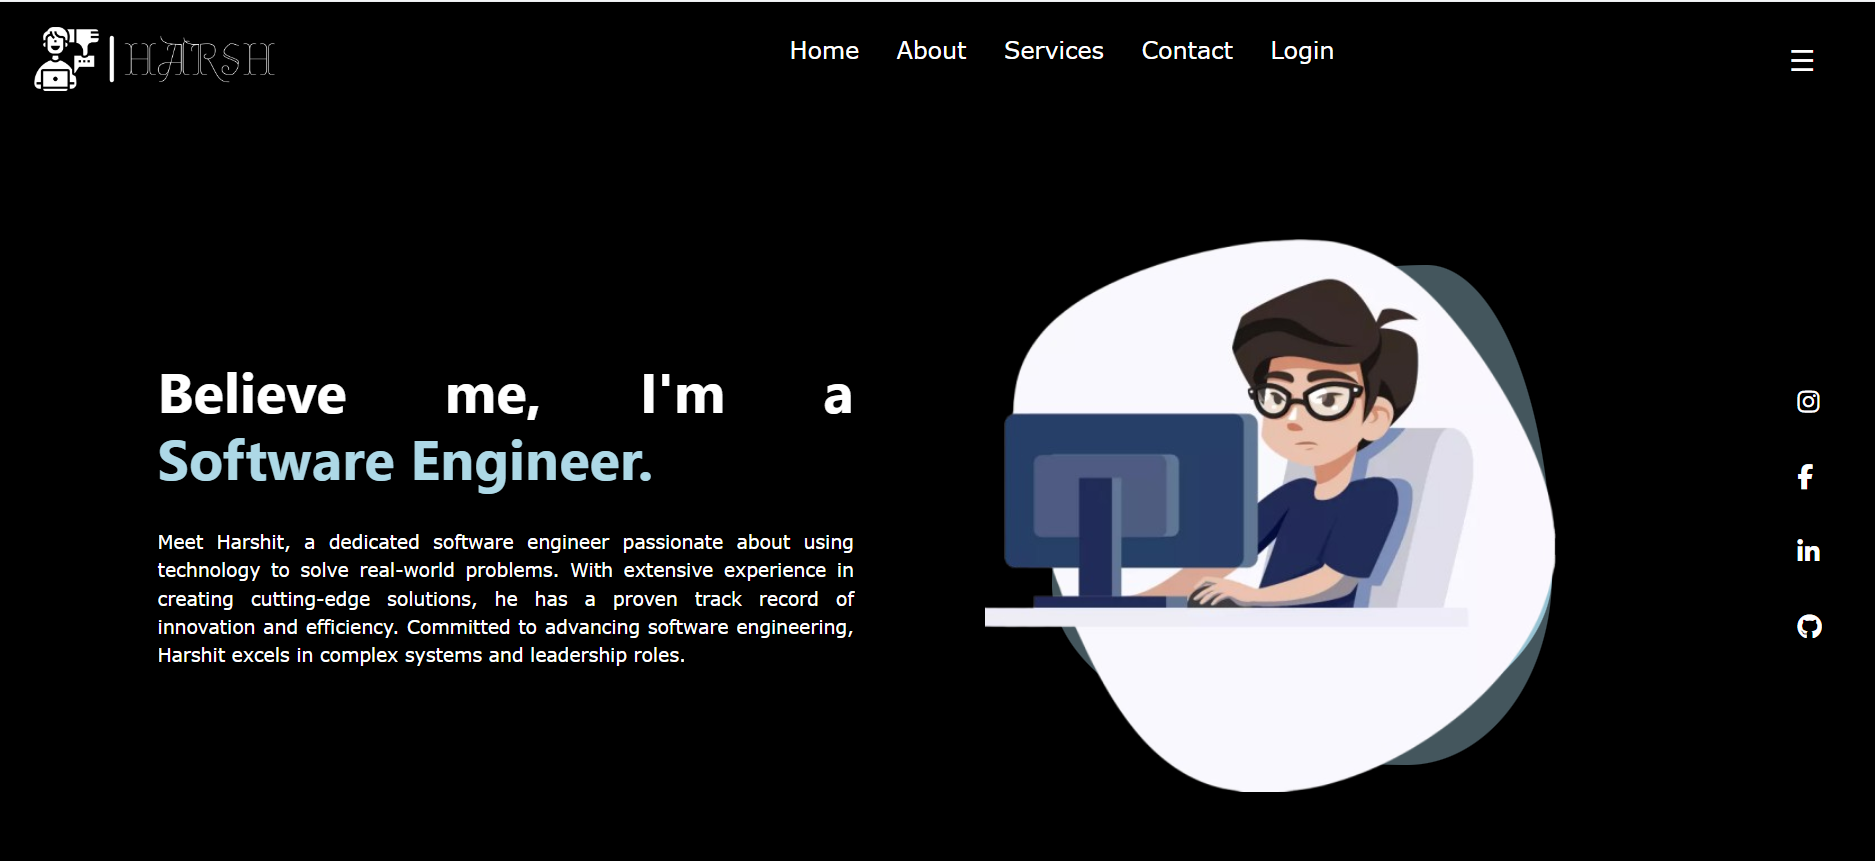 HARSH
Home About Services Contact Login
Believe me, I'm a
Software Engineer.
Meet Harshit, a dedicated software engineer passionate about using
technology to solve real-world problems. With extensive experience in
creating cutting-edge solutions, he has a proven track record of
innovation and efficiency. Committed to advancing software engineering,
Harshit excels in complex systems and leadership roles.